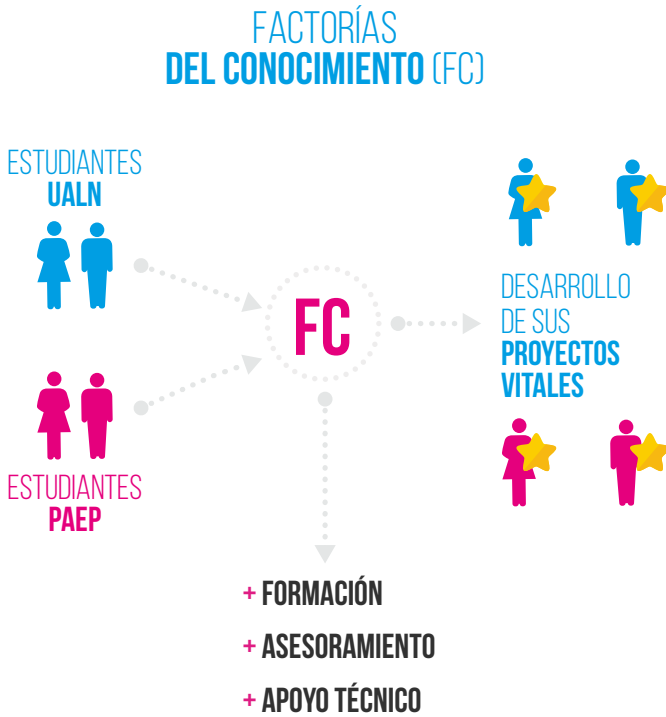 FACTORÍAS
DEL CONOCIMIENTO (FC)
ESTUDIANTES
UALN
FC
DESARROLLO
DE SUS
PROYECTOS
VITALES
ESTUDIANTES
PAEP
+ FORMACIÓN
+ ASESORAMIENTO
+ APOYO TÉCNICO